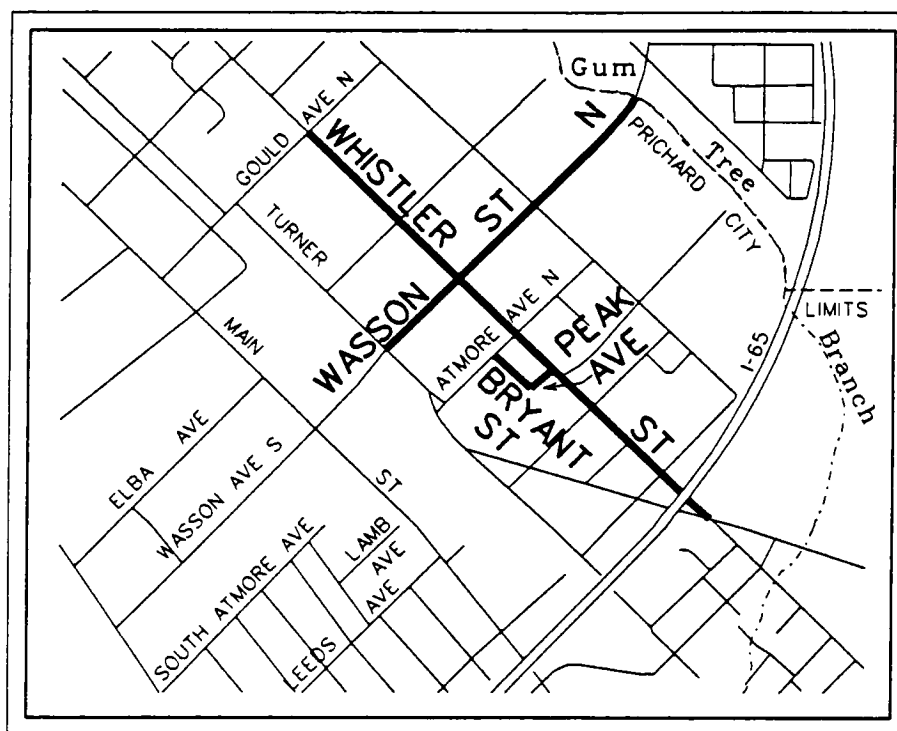 Gum
Tree
Branch
GOULD AVE N
WHISTLER ST
WASSON ST N
PRICHARD CITY LIMITS
TURNER
ATMORE AVE N
PEAK AVE
BRYANT ST
I-65
MAIN ST
ELBA AVE
WASSON AVE S
SOUTH ATMORE AVE
LAMB AVE
LEEDS AVE